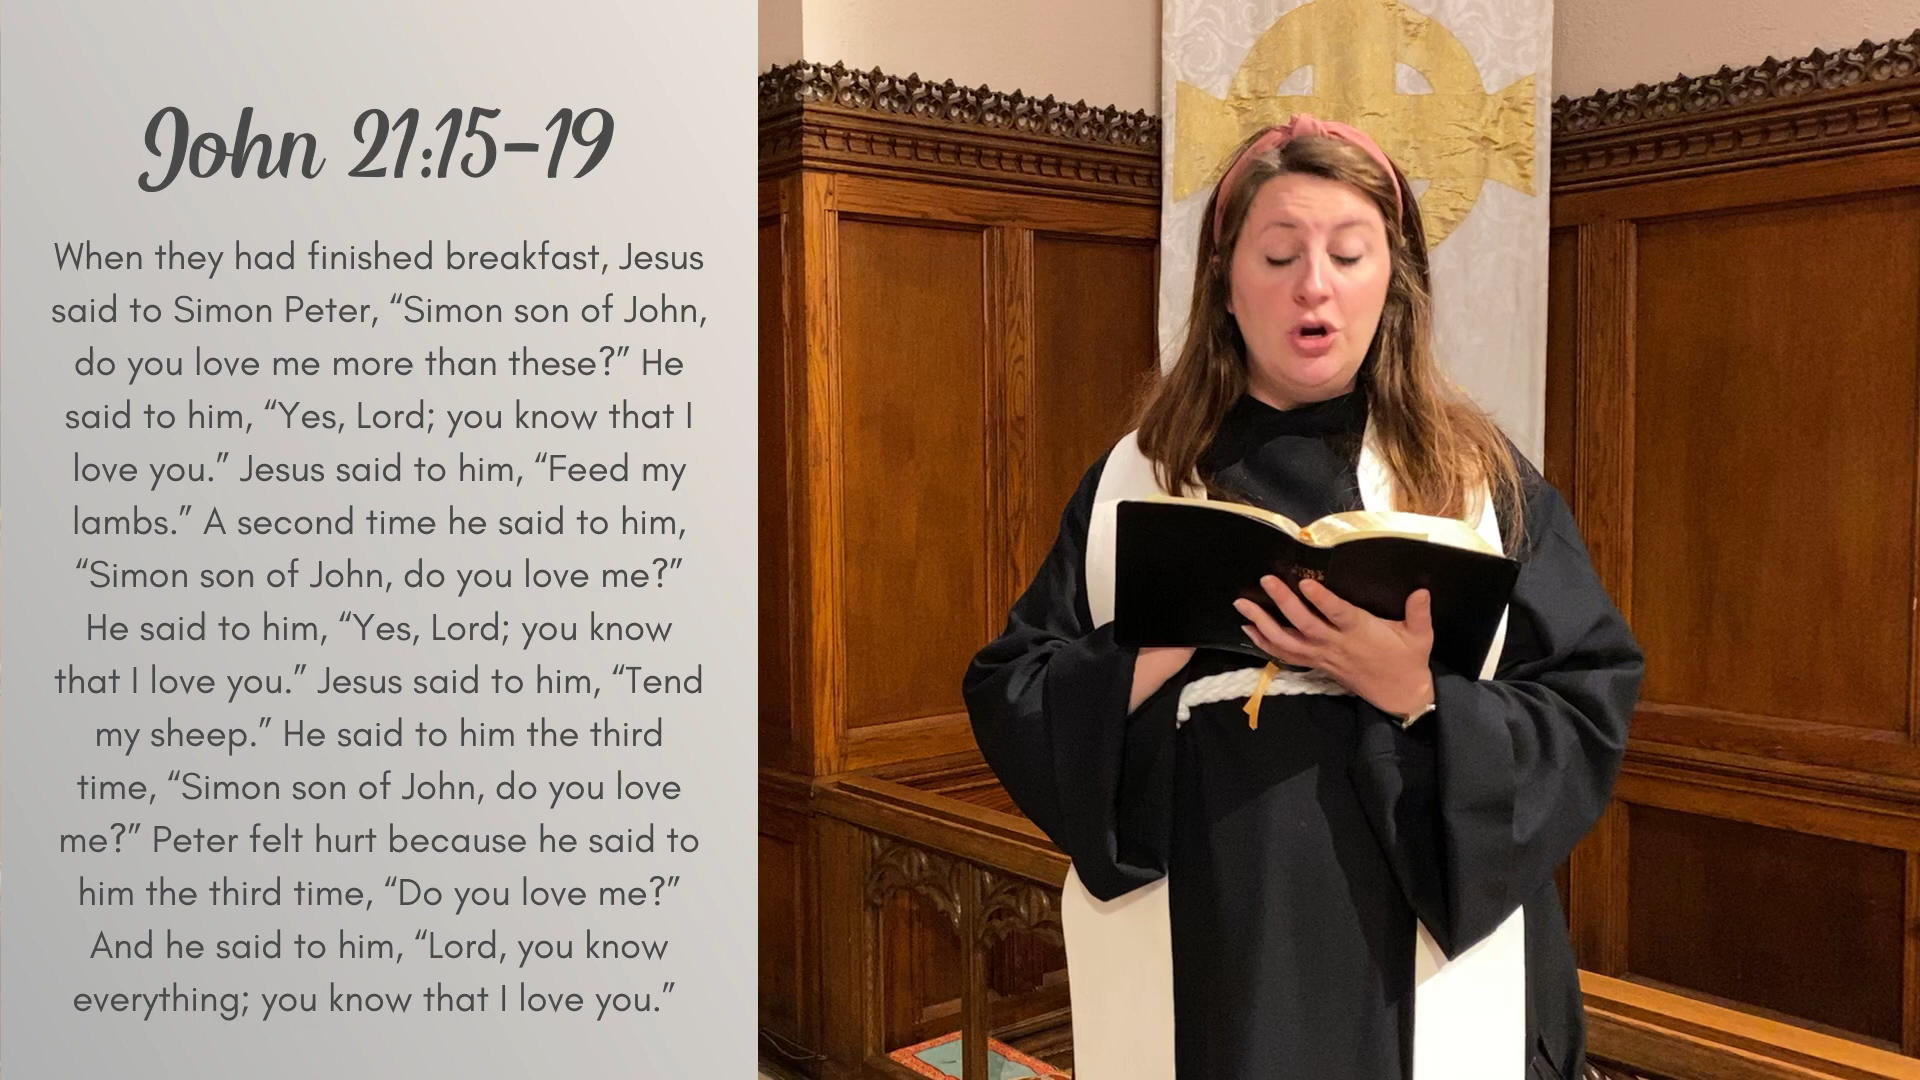 John 21:15-19
When they had finished breakfast, Jesus
said to Simon Peter, “Simon son of John,
do you love me more than these?” He
said to him, “Yes, Lord; you know that I
love you.” Jesus said to him, “Feed my
lambs.” A second time he said to him,
“Simon son of John, do you love me?”
He said to him, “Yes, Lord; you know
that I love you.” Jesus said to him, “Tend
my sheep.” He said to him the third
time, “Simon son of John, do you love
me?” Peter felt hurt because he said to
him the third time, “Do you love me?”
And he said to him, “Lord, you know
everything; you know that I love you.”